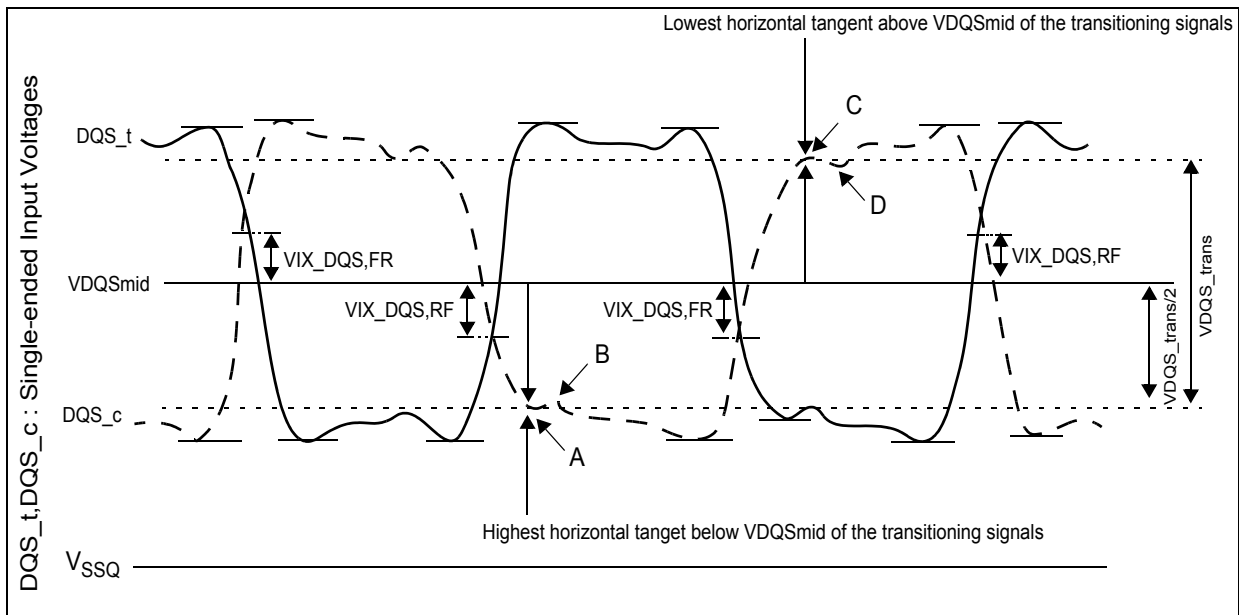 Lowest horizontal tangent above VDQSmid of the transitioning signals
DQS_t,DQS_c : Single-ended Input Voltages
DQS_t
C
D
VIX_DQS,FR
VIX_DQS,RF
VDQS_trans
VDQSmid
VIX_DQS,RF
VIX_DQS,FR
VDQS_trans/2
B
DQS_c
A
Highest horizontal tanget below VDQSmid of the transitioning signals
VSSQ